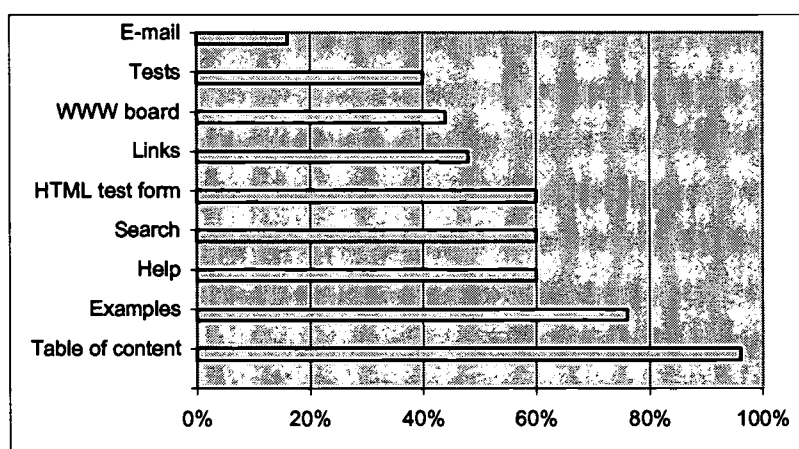 E-mail
Tests
WWW board
Links
HTML test form
Search
Help
Examples
Table of content
0% 20% 40% 60% 80% 100%